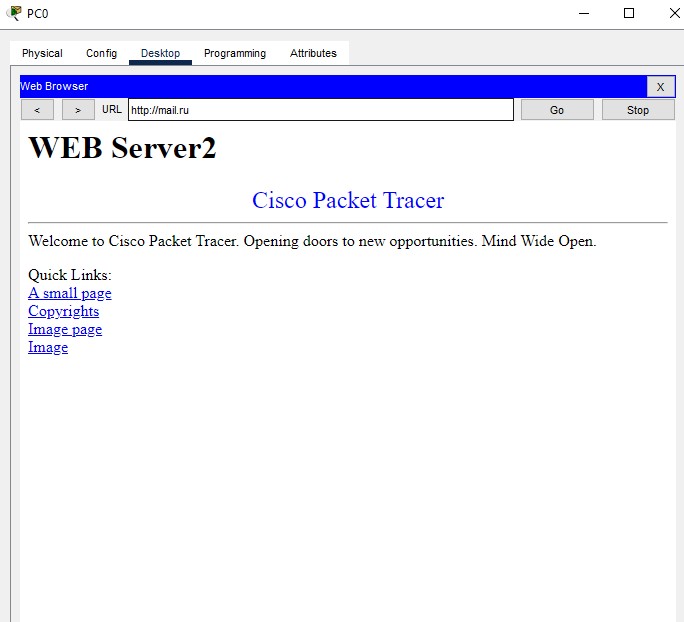 PC0
Physical Config Desktop Programming Attributes
Web Browser X
< > URL http://mail.ru Go Stop
WEB Server2
Cisco Packet Tracer
Welcome to Cisco Packet Tracer. Opening doors to new opportunities. Mind Wide Open.
Quick Links:
A small page
Copyrights
Image page
Image